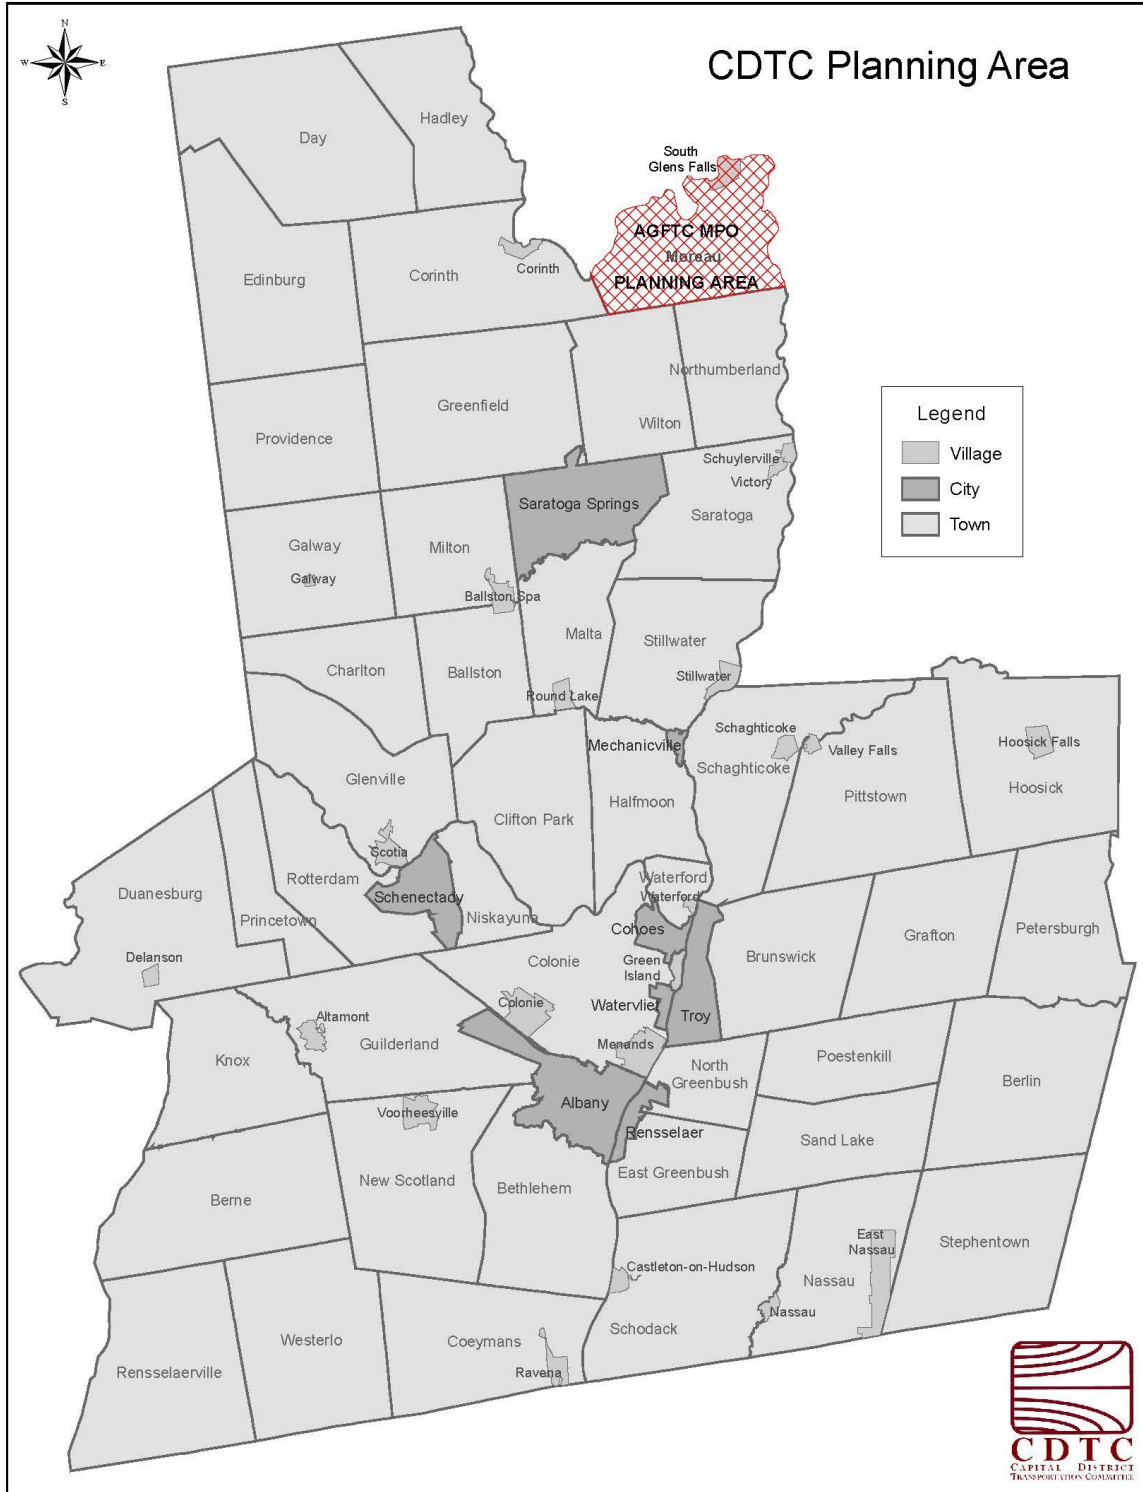 N
W
E
S
CDTC Planning Area
Day
Hadley
South
Glens Falls
AGFTC MPO
Moreau
PLANNING AREA
Edinburg
Corinth
Corinth
Northumberland
Greenfield
Wilton
Providence
Legend
Village
City
Town
Schuylerville
Victory
Saratoga Springs
Saratoga
Galway
Milton
Galway
Ballston Spa
Malta
Stillwater
Charlton
Ballston
Stillwater
Round Lake
Schaghticoke
Mechanicville
Valley Falls
Hoosick Falls
Schaghticoke
Glenville
Pittstown
Hoosick
Halfmoon
Clifton Park
Scotia
Rotterdam
Waterford
Duanesburg
Schenectady
Waterford
Princetown
Niskayuna
Cohoes
Grafton
Petersburgh
Delanson
Colonie
Green
Island
Brunswick
Colonie
Watervliet
Troy
Altamont
Guilderland
Menands
Knox
North
Greenbush
Poestenkill
Berlin
Voorheesville
Albany
Rensselaer
Sand Lake
New Scotland
Bethlehem
East Greenbush
Berne
East
Nassau
Stephentown
Castleton-on-Hudson
Nassau
Nassau
Westerlo
Coeymans
Schodack
Rensselaerville
Ravena
CDTC
CAPITAL DISTRICT
TRANSPORTATION COMMITTEE